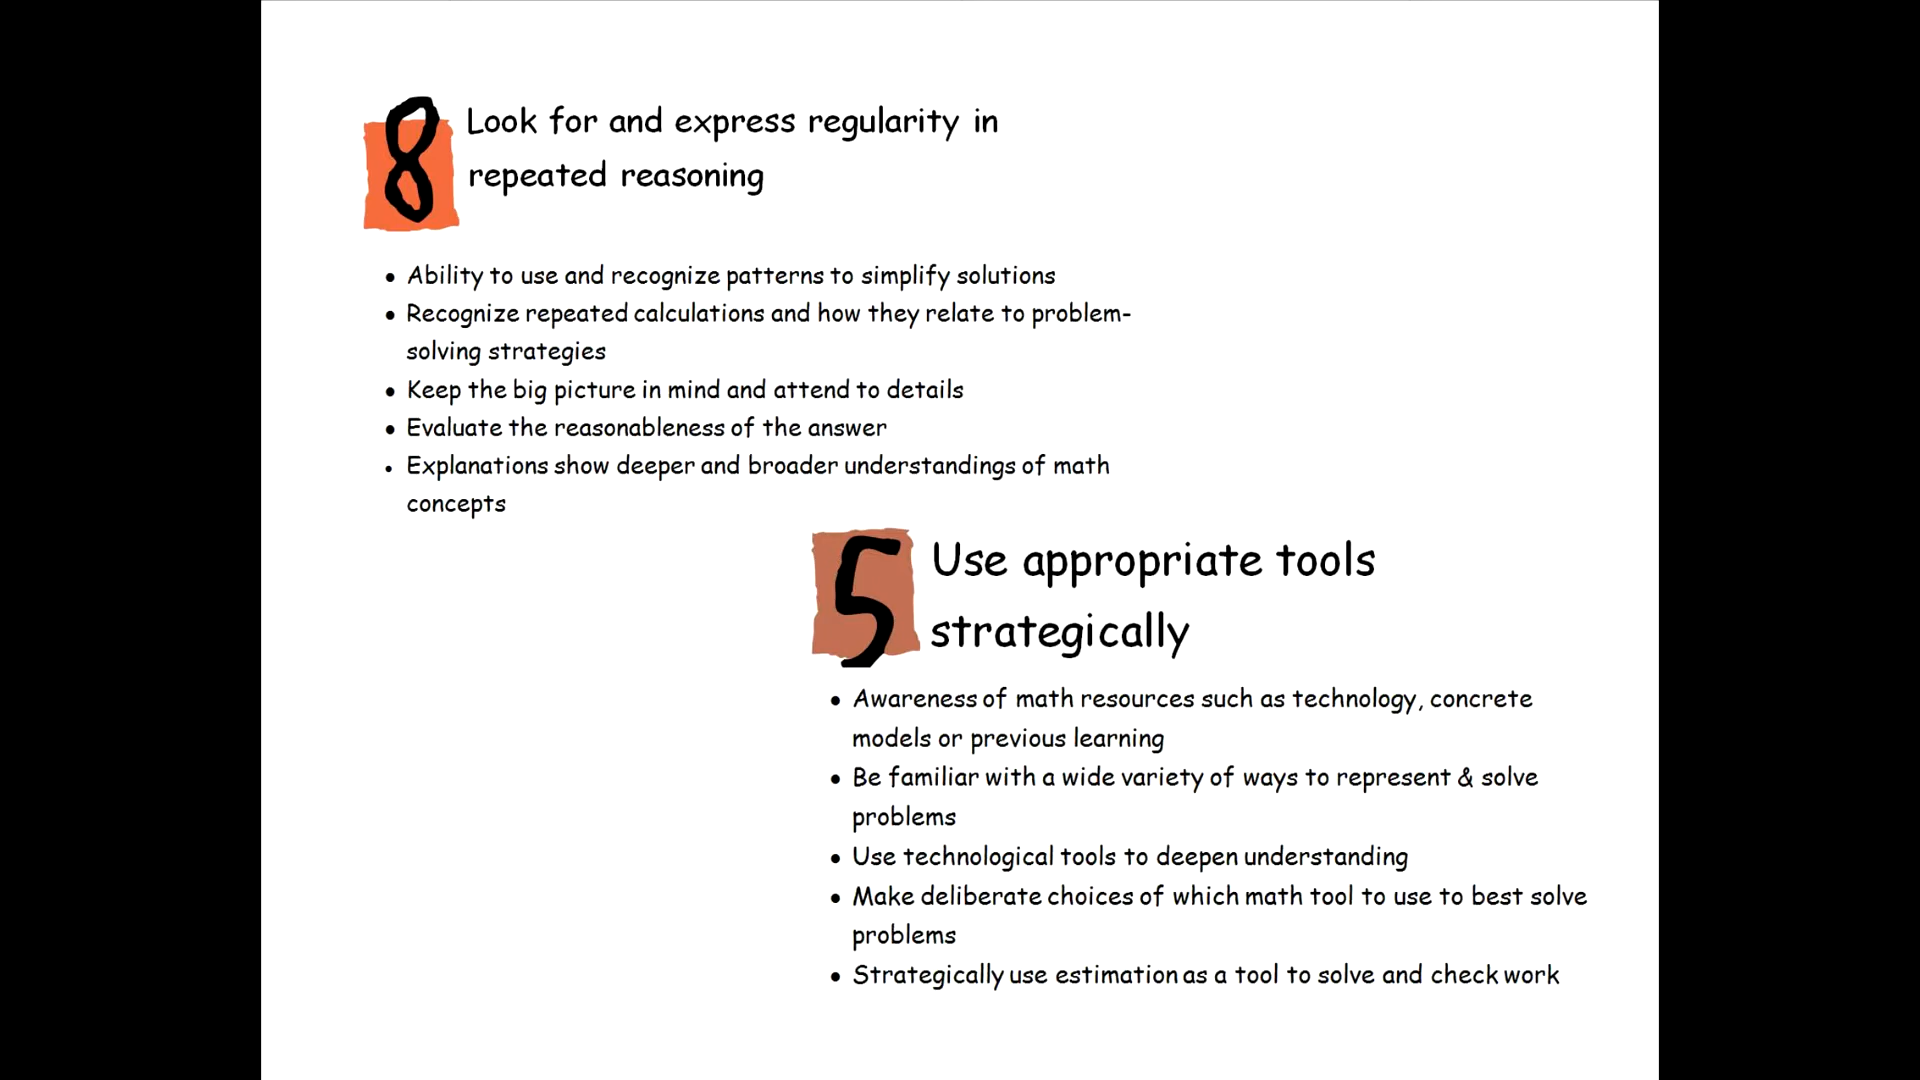 8
Look for and express regularity in
repeated reasoning
• Ability to use and recognize patterns to simplify solutions
• Recognize repeated calculations and how they relate to problem-
solving strategies
• Keep the big picture in mind and attend to details
• Evaluate the reasonableness of the answer
• Explanations show deeper and broader understandings of math
concepts
5
Use appropriate tools
strategically
• Awareness of math resources such as technology, concrete
models or previous learning
• Be familiar with a wide variety of ways to represent & solve
problems
• Use technological tools to deepen understanding
• Make deliberate choices of which math tool to use to best solve
problems
• Strategically use estimation as a tool to solve and check work